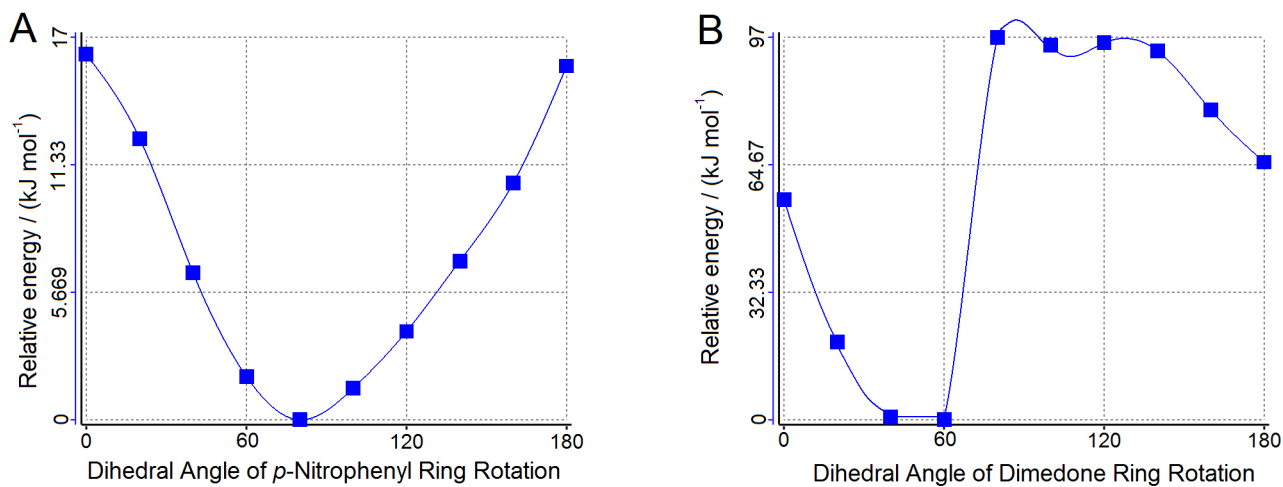 A
Relative energy / (kJ mol⁻¹)
17
11.33
5.669
0
0
60
120
180
Dihedral Angle of p-Nitrophenyl Ring Rotation
B
Relative energy / (kJ mol⁻¹)
97
64.67
32.33
0
0
60
120
180
Dihedral Angle of Dimedone Ring Rotation